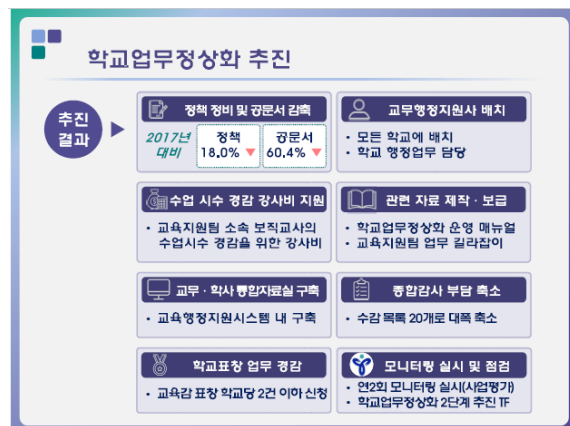 학교업무정상화 추진
추진
결과
정책 정비 및 공문서 감축
2017년
대비
정책
18.0% ▼
공문서
60.4% ▼
교무행정지원사 배치
• 모든 학교에 배치
• 학교 행정업무 담당
수업 시수 경감 강사비 지원
• 교육지원팀 소속 보직교사의
수업시수 경감을 위한 강사비
관련 자료 제작 · 보급
• 학교업무정상화 운영 매뉴얼
• 교육지원팀 업무 길라잡이
교무 · 학사 통합자료실 구축
• 교육행정지원시스템 내 구축
종합감사 부담 축소
• 수감 목록 20개로 대폭 축소
학교표창 업무 경감
• 교육감 표창 학교당 2건 이하 신청
모니터링 실시 및 점검
• 연2회 모니터링 실시(사업평가)
• 학교업무정상화 2단계 추진 TF